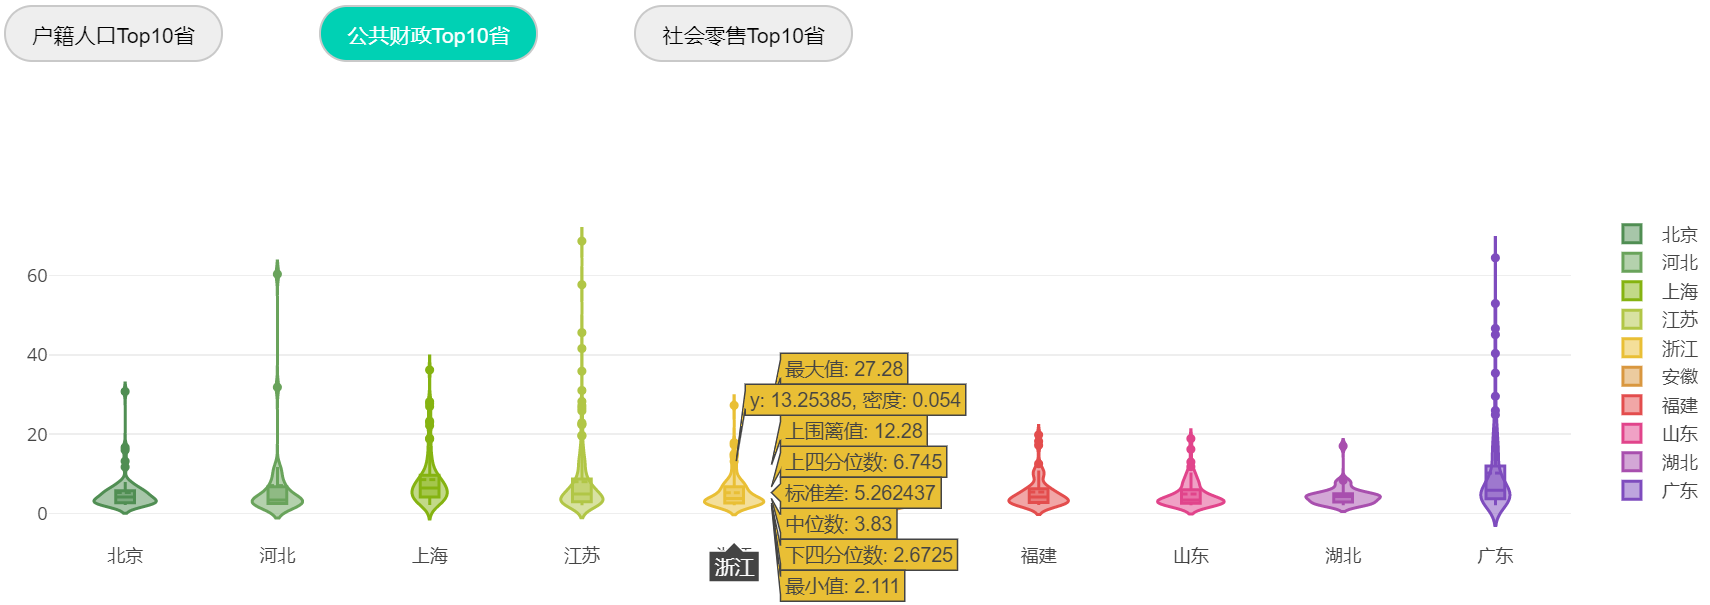 户籍人口Top10省
公共财政Top10省
社会零售Top10省
60
40
20
0
北京
河北
上海
江苏
浙江
福建
山东
湖北
广东
最大值: 27.28
y: 13.25385, 密度: 0.054
上围篱值: 12.28
上四分位数: 6.745
标准差: 5.262437
中位数: 3.83
下四分位数: 2.6725
最小值: 2.111
北京
河北
上海
江苏
浙江
安徽
福建
山东
湖北
广东